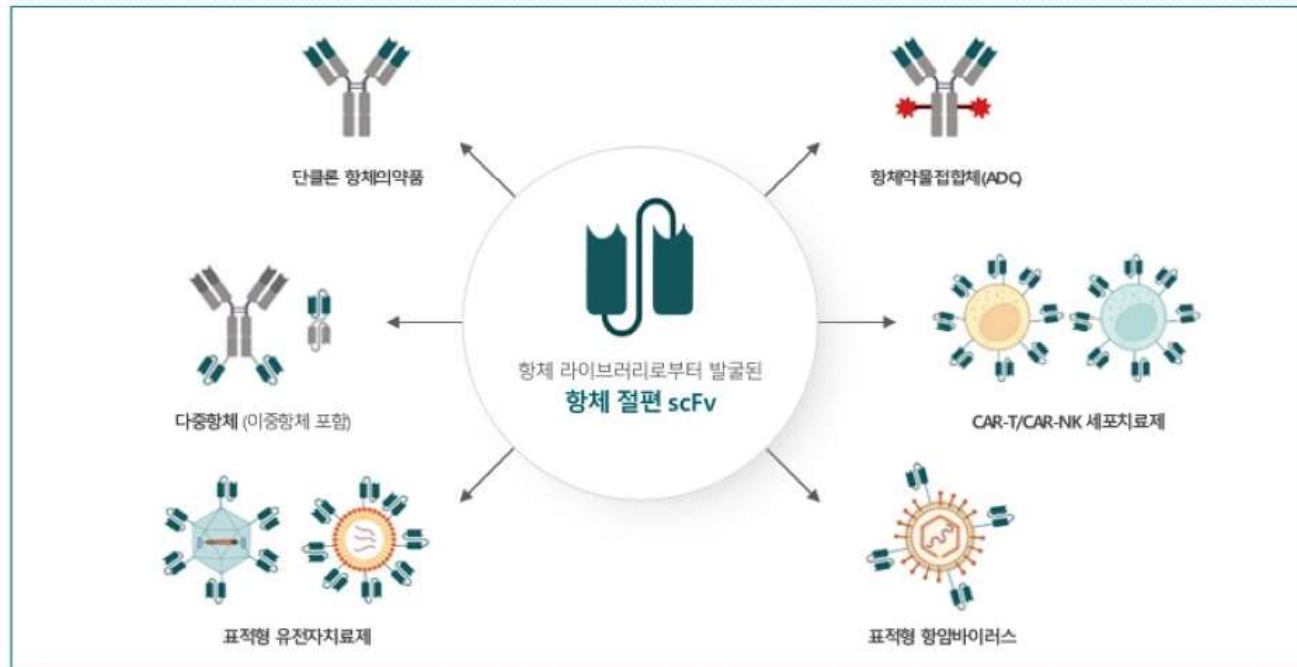 단클론 항체의약품
항체약물접합체(ADC)
항체 라이브러리로부터 발굴된
항체 절편 scFv
다중항체 (이중항체 포함)
CAR-T/CAR-NK 세포치료제
표적형 유전자치료제
표적형 항암바이러스